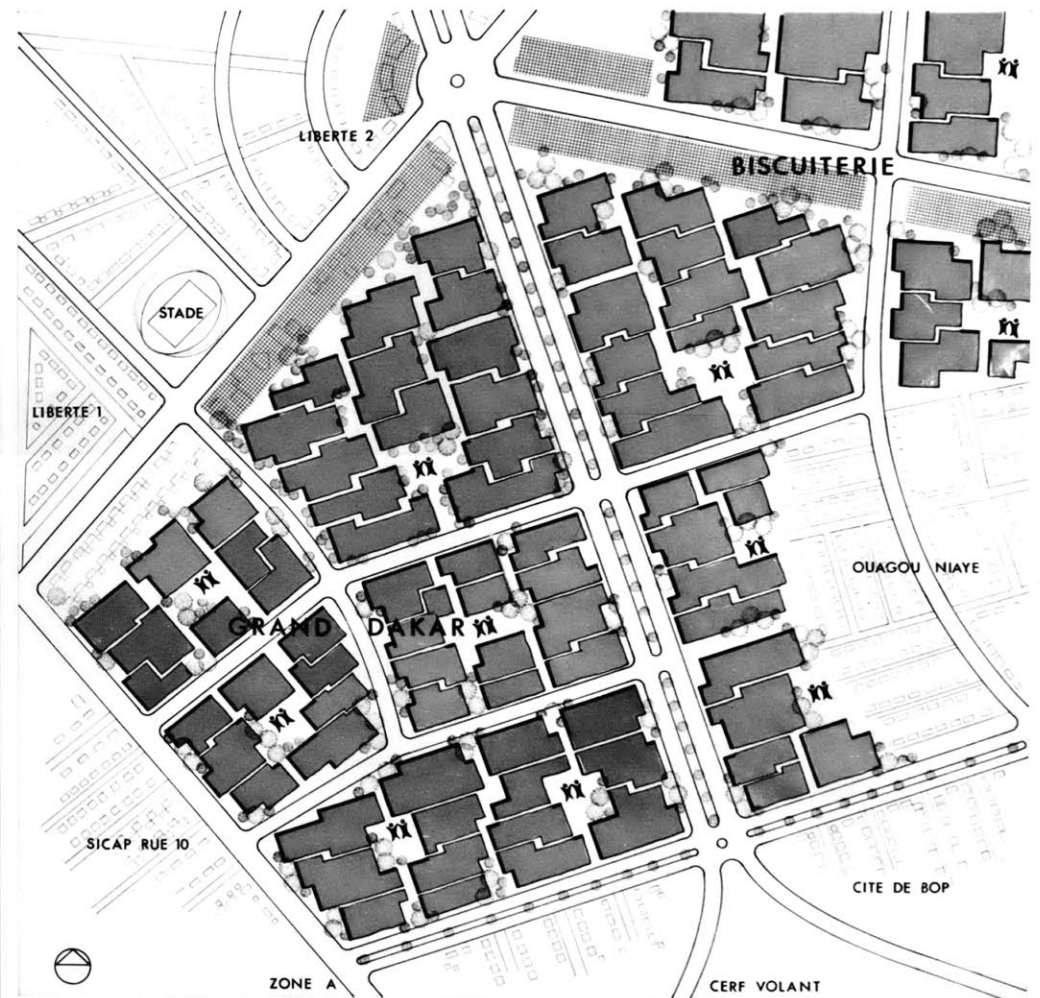 LIBERTE 2
BISCUITERIE
STADE
LIBERTE 1
OUAGOU NIAYE
GRAND DAKAR
SICAP RUE 10
CITE DE BOP
ZONE A
CERF VOLANT